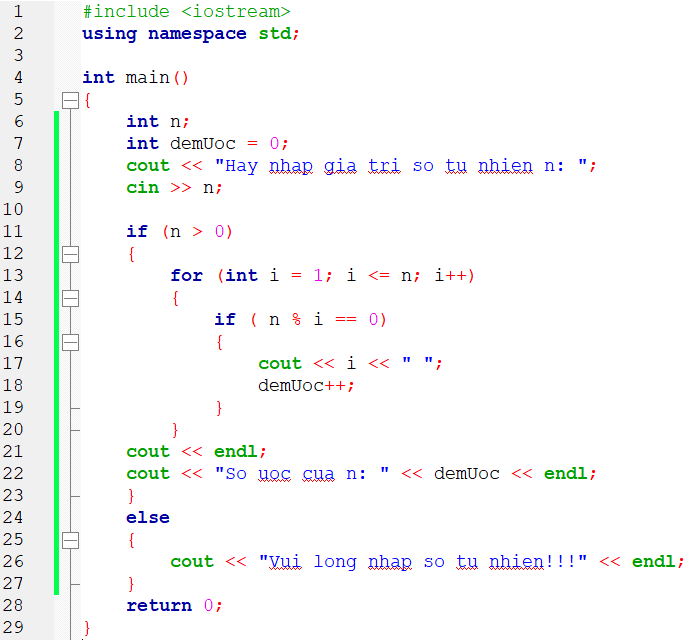 1 #include <iostream>
2 using namespace std;
3
4 int main()
5 {
6     int n;
7     int demUoc = 0;
8     cout << "Hay nhap gia tri so tu nhien n: ";
9     cin >> n;
10
11     if (n > 0)
12     {
13         for (int i = 1; i <= n; i++)
14         {
15             if ( n % i == 0)
16             {
17                 cout << i << " ";
18                 demUoc++;
19             }
20         }
21     cout << endl;
22     cout << "So uoc cua n: " << demUoc << endl;
23     }
24     else
25     {
26         cout << "Vui long nhap so tu nhien!!!" << endl;
27     }
28     return 0;
29 }